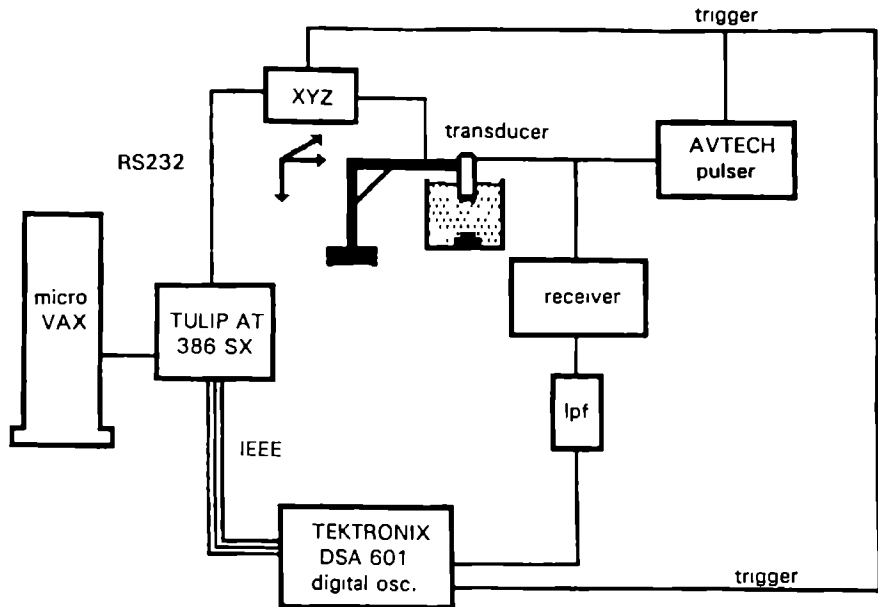 trigger
XYZ
transducer
AVTECH
pulser
RS232
micro
VAX
TULIP AT
386 SX
receiver
lpf
IEEE
TEKTRONIX
DSA 601
digital osc.
trigger